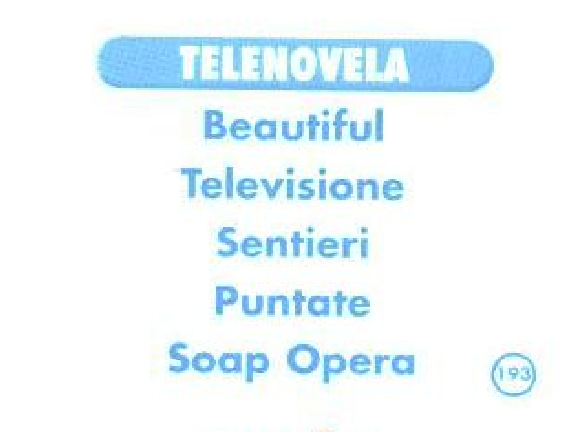 TELENOVELA
Beautiful
Televisione
Sentieri
Puntate
Soap Opera
193